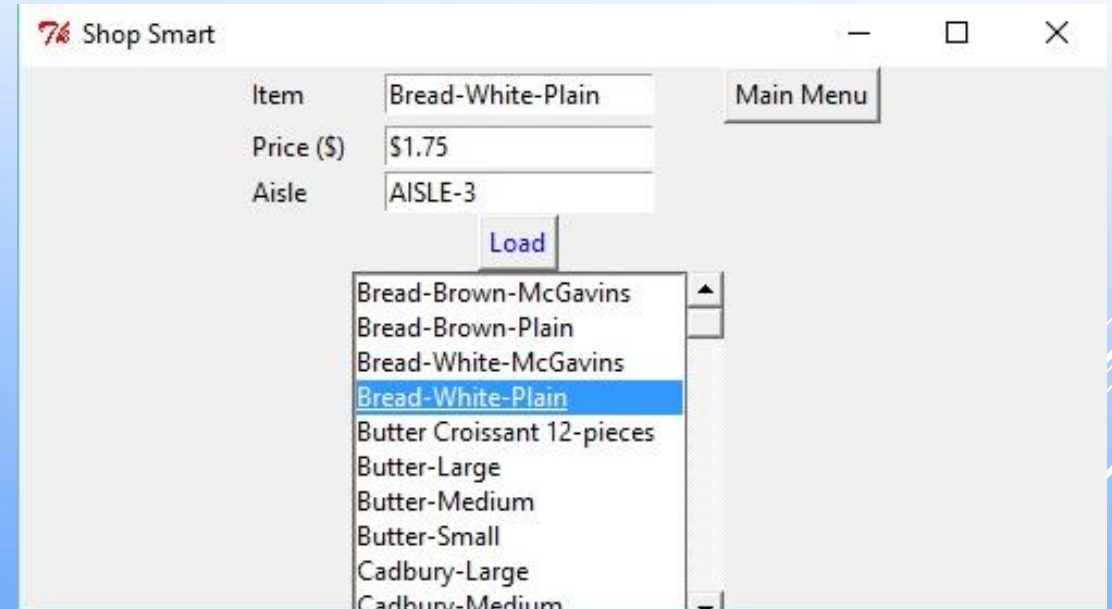 Shop Smart
Item Bread-White-Plain Main Menu
Price ($) $1.75
Aisle AISLE-3
Load
Bread-Brown-McGavins
Bread-Brown-Plain
Bread-White-McGavins
Bread-White-Plain
Butter Croissant 12-pieces
Butter-Large
Butter-Medium
Butter-Small
Cadbury-Large
Cadbury-Medium